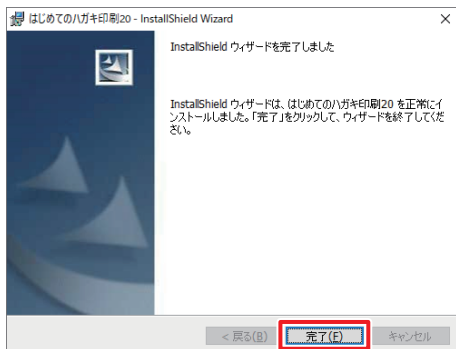 はじめてのハガキ印刷20 - InstallShield Wizard
InstallShield ウィザードを完了しました
InstallShield ウィザードは、はじめてのハガキ印刷20 を正常にイ
ンストールしました。「完了」をクリックして、ウィザードを終了してくだ
さい。
< 戻る(B) 完了(F) キャンセル